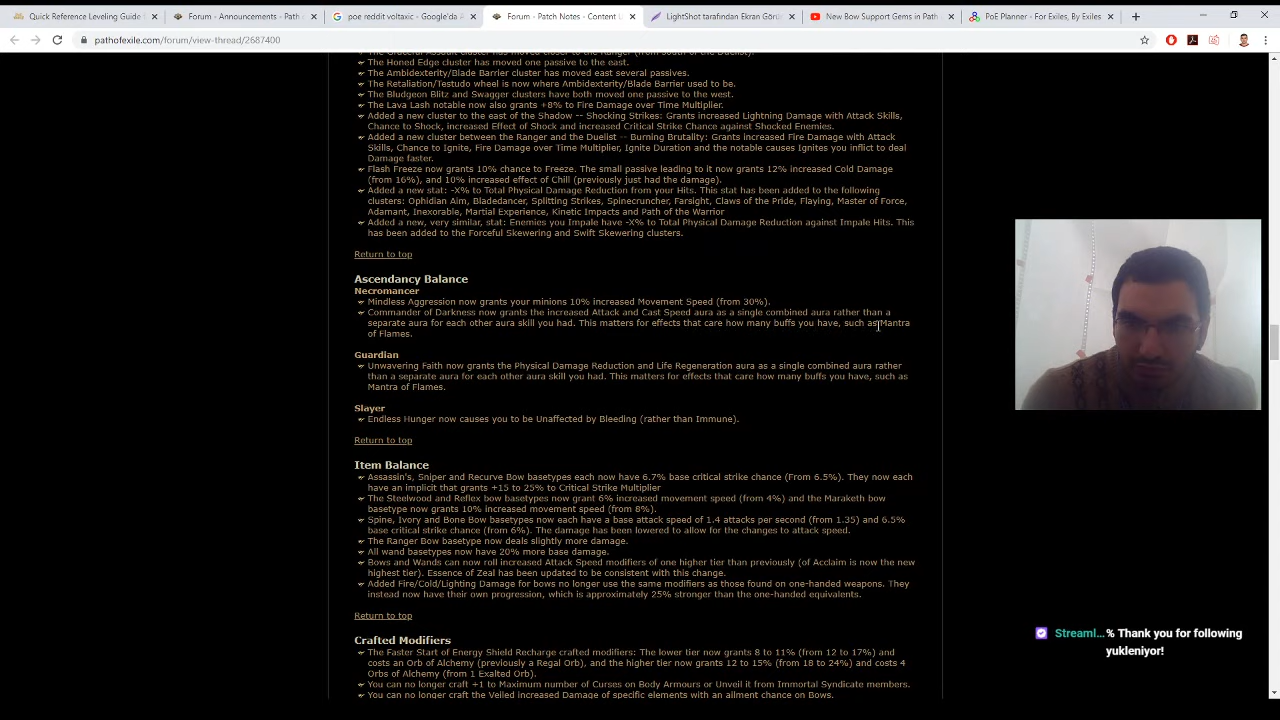 Quick Reference Leveling Guide
Forum - Announcements - Path
poe reddit voltaxic - Google'da A
Forum - Patch Notes - Content U
LightShot tarafından Ekran Görün
New Bow Support Gems in Path
PoE Planner - For Exiles, By Exiles
pathofexile.com/forum/view-thread/2687400
The Graceful Assault cluster has moved closer to the Ranger (from south of the Duelist).
The Honed Edge cluster has moved one passive to the east.
The Ambidexterity/Blade Barrier cluster has moved east several passives.
The Retaliation/Testudo wheel is now where Ambidexterity/Blade Barrier used to be.
The Bludgeon Blitz and Swagger clusters have both moved one passive to the west.
The Lava Lash notable now also grants +8% to Fire Damage over Time Multiplier.
Added a new cluster to the east of the Shadow -- Shocking Strikes: Grants increased Lightning Damage with Attack Skills,
Chance to Shock, increased Effect of Shock and increased Critical Strike Chance against Shocked Enemies.
Added a new cluster between the Ranger and the Duelist -- Burning Brutality: Grants increased Fire Damage with Attack
Skills, Chance to Ignite, Fire Damage over Time Multiplier, Ignite Duration and the notable causes Ignites you inflict to deal
Damage faster.
Flash Freeze now grants 10% chance to Freeze. The small passive leading to it now grants 12% increased Cold Damage
(from 16%), and 10% increased effect of Chill (previously just had the damage).
Added a new stat: -X% to Total Physical Damage Reduction from your Hits. This stat has been added to the following
clusters: Ophidian Aim, Bladedancer, Splitting Strikes, Spinecruncher, Farsight, Claws of the Pride, Flaying, Master of Force,
Adamant, Inexorable, Martial Experience, Kinetic Impacts and Path of the Warrior
Added a new, very similar, stat: Enemies you Impale have -X% to Total Physical Damage Reduction against Impale Hits. This
has been added to the Forceful Skewering and Swift Skewering clusters.
Return to top
Ascendancy Balance
Necromancer
Mindless Aggression now grants your minions 10% increased Movement Speed (from 30%).
Commander of Darkness now grants the increased Attack and Cast Speed aura as a single combined aura rather than a
separate aura for each other aura skill you had. This matters for effects that care how many buffs you have, such as Mantra
of Flames.
Guardian
Unwavering Faith now grants the Physical Damage Reduction and Life Regeneration aura as a single combined aura rather
than a separate aura for each other aura skill you had. This matters for effects that care how many buffs you have, such as
Mantra of Flames.
Slayer
Endless Hunger now causes you to be Unaffected by Bleeding (rather than Immune).
Return to top
Item Balance
Assassin's, Sniper and Recurve Bow basetypes each now have 6.7% base critical strike chance (From 6.5%). They now each
have an implicit that grants +15 to 25% to Critical Strike Multiplier
The Steelwood and Reflex bow basetypes now grant 6% increased movement speed (from 4%) and the Maraketh bow
basetype now grants 10% increased movement speed (from 8%).
Spine, Ivory and Bone Bow basetypes now each have a base attack speed of 1.4 attacks per second (from 1.35) and 6.5%
base critical strike chance (from 6%). The damage has been lowered to allow for the changes to attack speed.
The Ranger Bow basetype now deals slightly more damage.
All wand basetypes now have 20% more base damage.
Bows and Wands can now roll increased Attack Speed modifiers of one higher tier than previously (of Acclaim is now the new
highest tier). Essence of Zeal has been updated to be consistent with this change.
Added Fire/Cold/Lighting Damage for bows no longer use the same modifiers as those found on one-handed weapons. They
instead now have their own progression, which is approximately 25% stronger than the one-handed equivalents.
Return to top
Crafted Modifiers
The Faster Start of Energy Shield Recharge crafted modifiers: The lower tier now grants 8 to 11% (from 12 to 17%) and
costs an Orb of Alchemy (previously a Regal Orb), and the higher tier now grants 12 to 15% (from 18 to 24%) and costs 4
Orbs of Alchemy (from 1 Exalted Orb).
You can no longer craft +1 to Maximum number of Curses on Body Armours or Unveil it from Immortal Syndicate members.
You can no longer craft the Veiled increased Damage of specific elements with an ailment chance on Bows.
Streaml...% Thank you for following
yukleniyor!